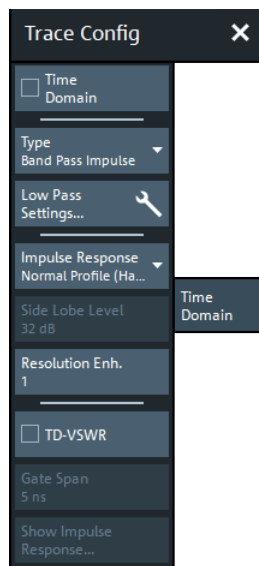 Trace Config
Time
Domain
Type
Band Pass Impulse
Low Pass
Settings...
Impulse Response
Normal Profile (Ha...
Side Lobe Level
32 dB
Time
Domain
Resolution Enh.
1
TD-VSWR
Gate Span
5 ns
Show Impulse
Response...